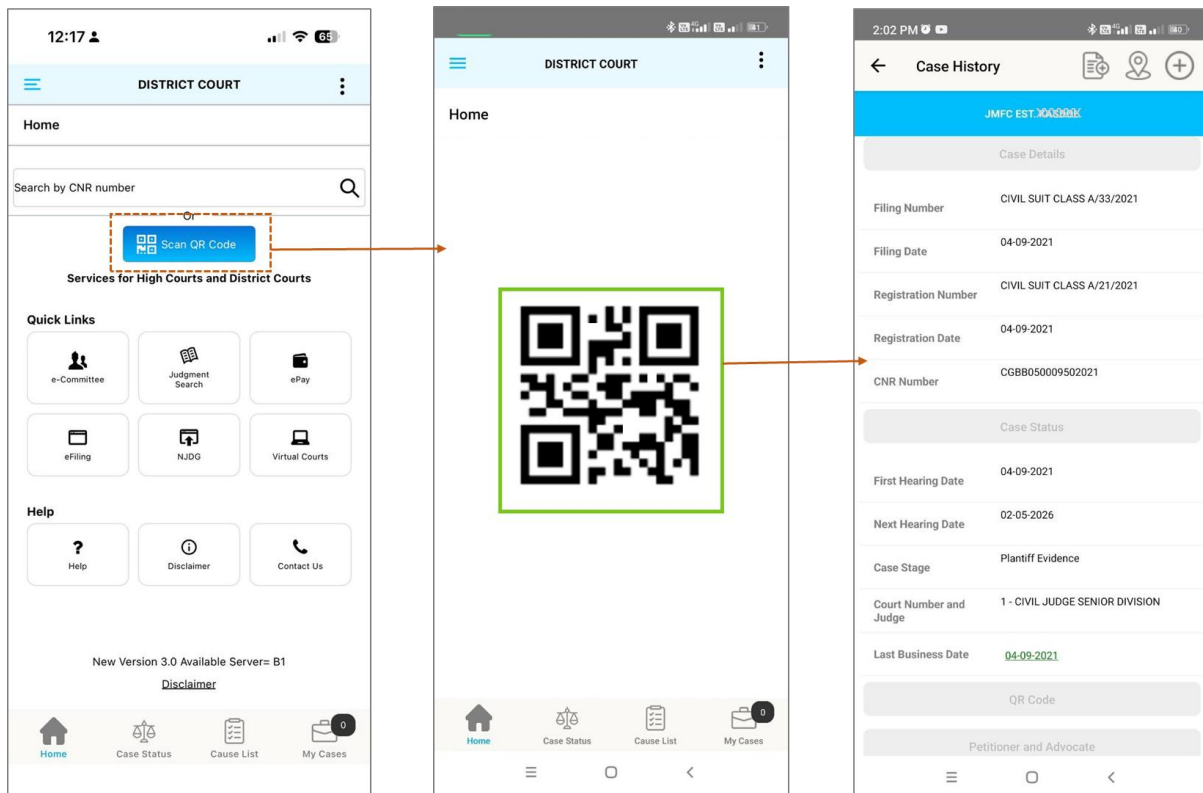 12:17
65
DISTRICT COURT
Home
Search by CNR number
Or
Scan QR Code
Services for High Courts and District Courts
Quick Links
e-Committee
Judgment
Search
ePay
eFiling
NJDG
Virtual Courts
Help
Help
Disclaimer
Contact Us
New Version 3.0 Available Server= B1
Disclaimer
Home
Case Status
Cause List
My Cases
0
4G
DISTRICT COURT
Home
Home
Case Status
Cause List
My Cases
0
2:02 PM
4G
Case History
JMFC EST.
Case Details
Filing Number
CIVIL SUIT CLASS A/33/2021
Filing Date
04-09-2021
Registration Number
CIVIL SUIT CLASS A/21/2021
Registration Date
04-09-2021
CNR Number
CGBB050009502021
Case Status
First Hearing Date
04-09-2021
Next Hearing Date
02-05-2026
Case Stage
Plantiff Evidence
Court Number and
Judge
1 - CIVIL JUDGE SENIOR DIVISION
Last Business Date
04-09-2021
QR Code
Petitioner and Advocate